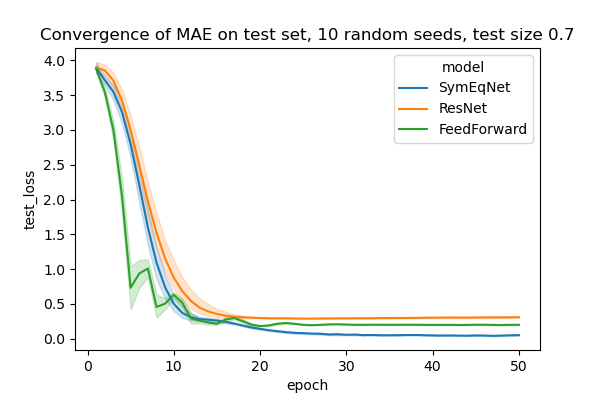 Convergence of MAE on test set, 10 random seeds, test size 0.7
model
SymEqNet
ResNet
FeedForward
test_loss
4.0
3.5
3.0
2.5
2.0
1.5
1.0
0.5
0.0
0
10
20
30
40
50
epoch